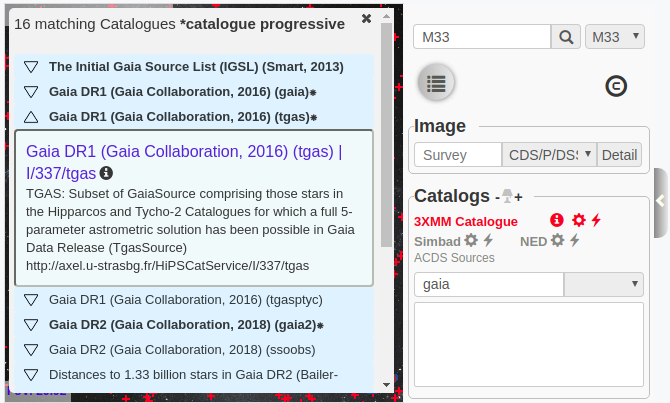 16 matching Catalogues *catalogue progressive
The Initial Gaia Source List (IGSL) (Smart, 2013)
Gaia DR1 (Gaia Collaboration, 2016) (gaia)*
Gaia DR1 (Gaia Collaboration, 2016) (tgas)*
Gaia DR1 (Gaia Collaboration, 2016) (tgas) |
I/337/tgas
TGAS: Subset of GaiaSource comprising those stars in
the Hipparcos and Tycho-2 Catalogues for which a full 5-
parameter astrometric solution has been possible in Gaia
Data Release (TgasSource)
http://axel.u-strasbg.fr/HiPSCatService/I/337/tgas
Gaia DR1 (Gaia Collaboration, 2016) (tgasptyc)
Gaia DR2 (Gaia Collaboration, 2018) (gaia2)*
Gaia DR2 (Gaia Collaboration, 2018) (ssoobs)
Distances to 1.33 billion stars in Gaia DR2 (Bailer-
M33
M33
Image
Survey
CDS/P/DSS
Detail
Catalogs - +
3XMM Catalogue
Simbad
NED
ACDS Sources
gaia